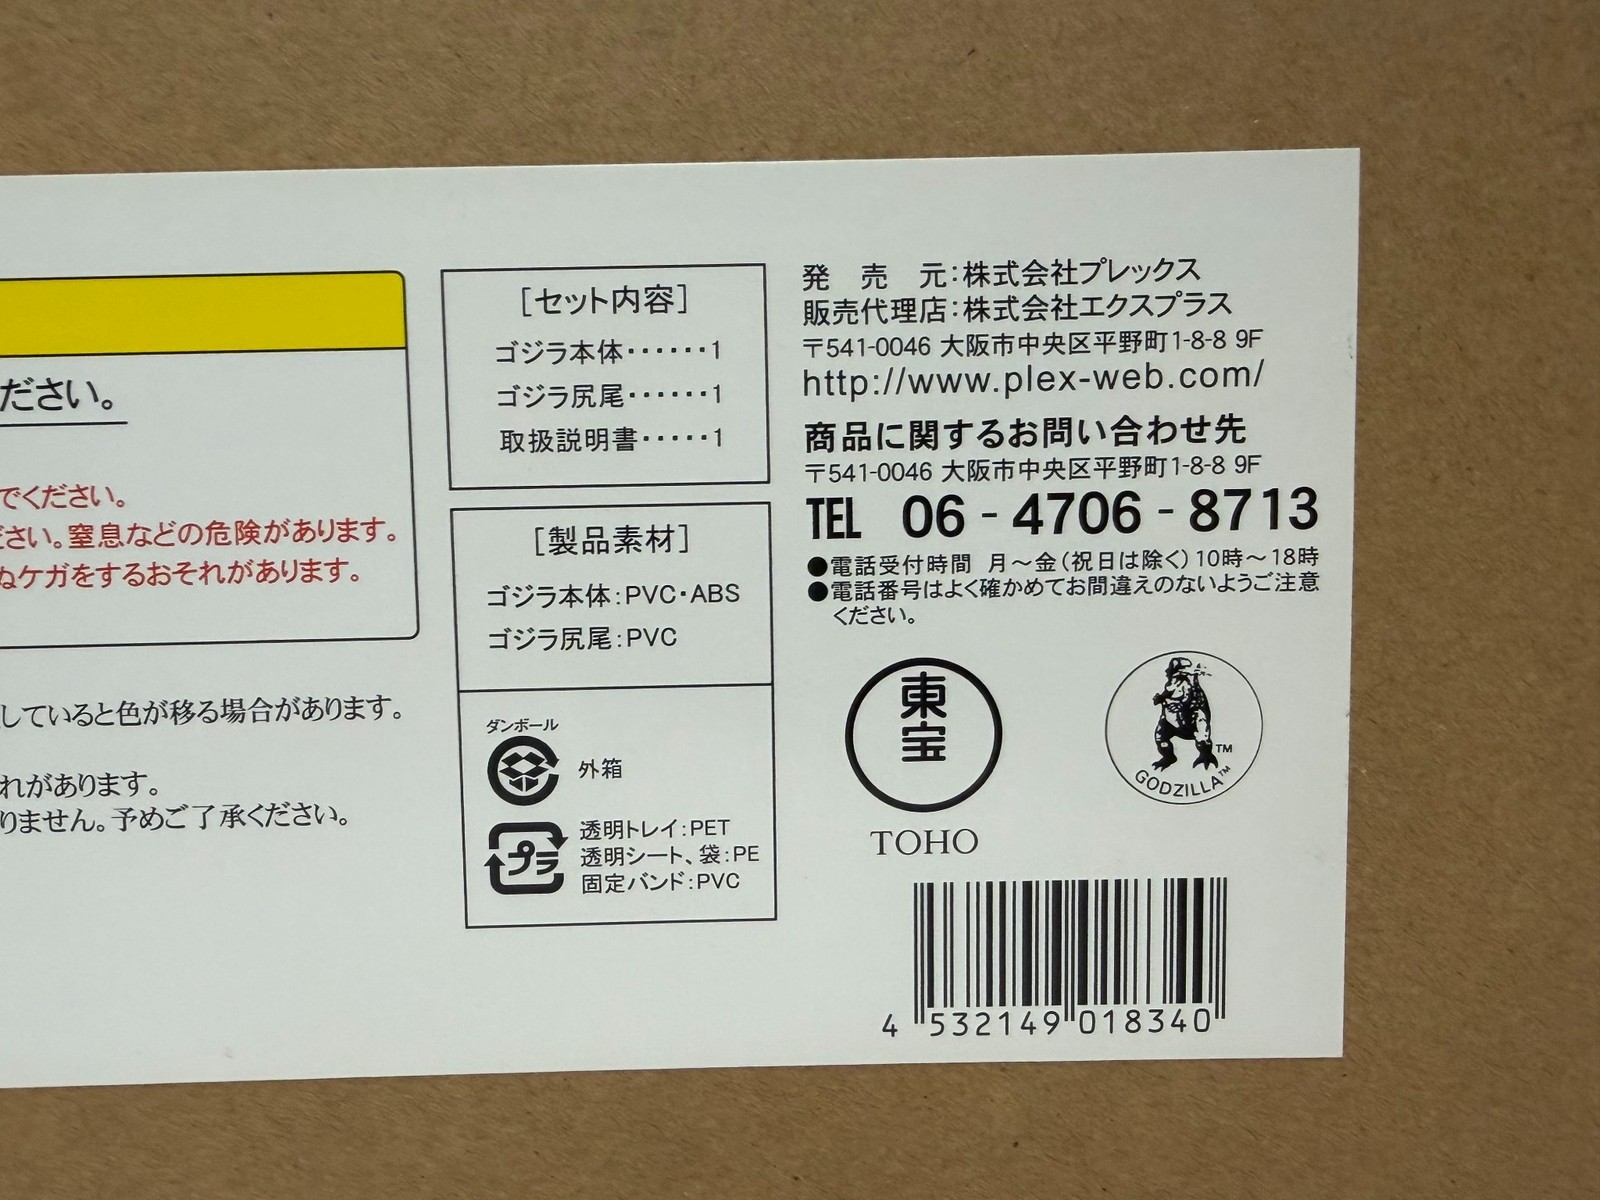 ださい。
でください。
ださい。窒息などの危険があります。
ぬケガをするおそれがあります。
していると色が移る場合があります。
れがあります。
りません。予めご了承ください。
[セット内容]
ゴジラ本体‥‥‥1
ゴジラ尻尾‥‥‥1
取扱説明書‥‥・1
[製品素材]
ゴジラ本体:PVC・ABS
ゴジラ尻尾:PVC
ダンボール
外箱
プラ
透明トレイ:PET
透明シート、袋:PE
固定バンド:PVC
発 売 元:株式会社プレックス
販売代理店:株式会社エクスプラス
〒541-0046 大阪市中央区平野町1-8-8 9F
http://www.plex-web.com/
商品に関するお問い合わせ先
〒541-0046 大阪市中央区平野町1-8-8 9F
TEL 06-4706-8713
●電話受付時間 月～金(祝日は除く)10時～18時
●電話番号はよく確かめてお間違えのないようご注意
ください。
東宝
TOHO
TM
GODZILLA™
4 532149 018340